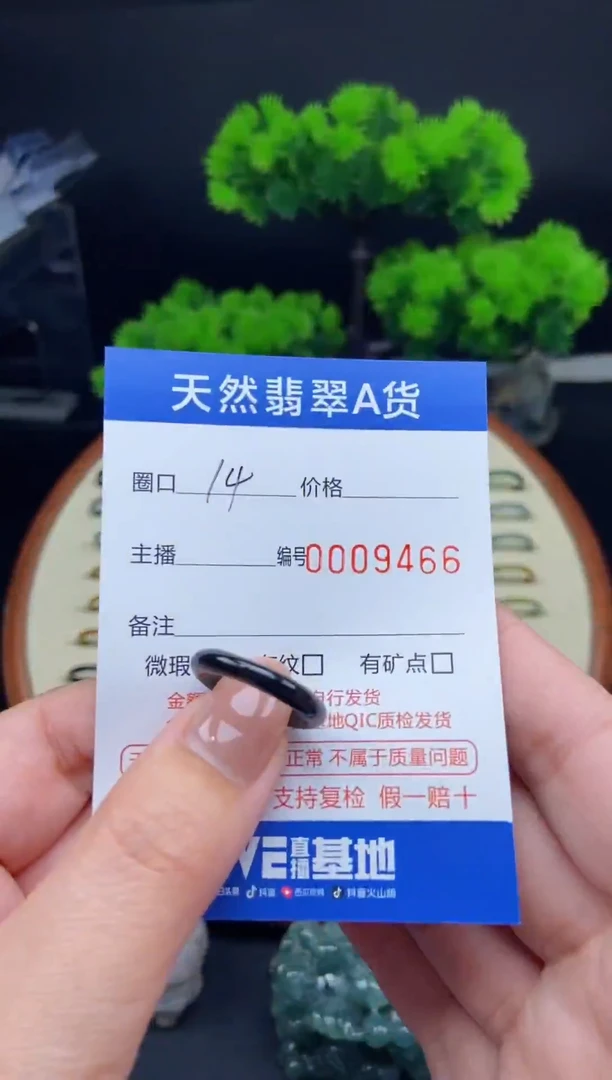 天然翡翠A货
圈口 14 价格
主播 编号0009466
备注
微瑕 纹□ 有矿点□
金 自行发货
地QIC质检发货
正常 不属于质量问题
支持复检 假一赔十
VE直播基地
抖音 西瓜视频 抖音火山版